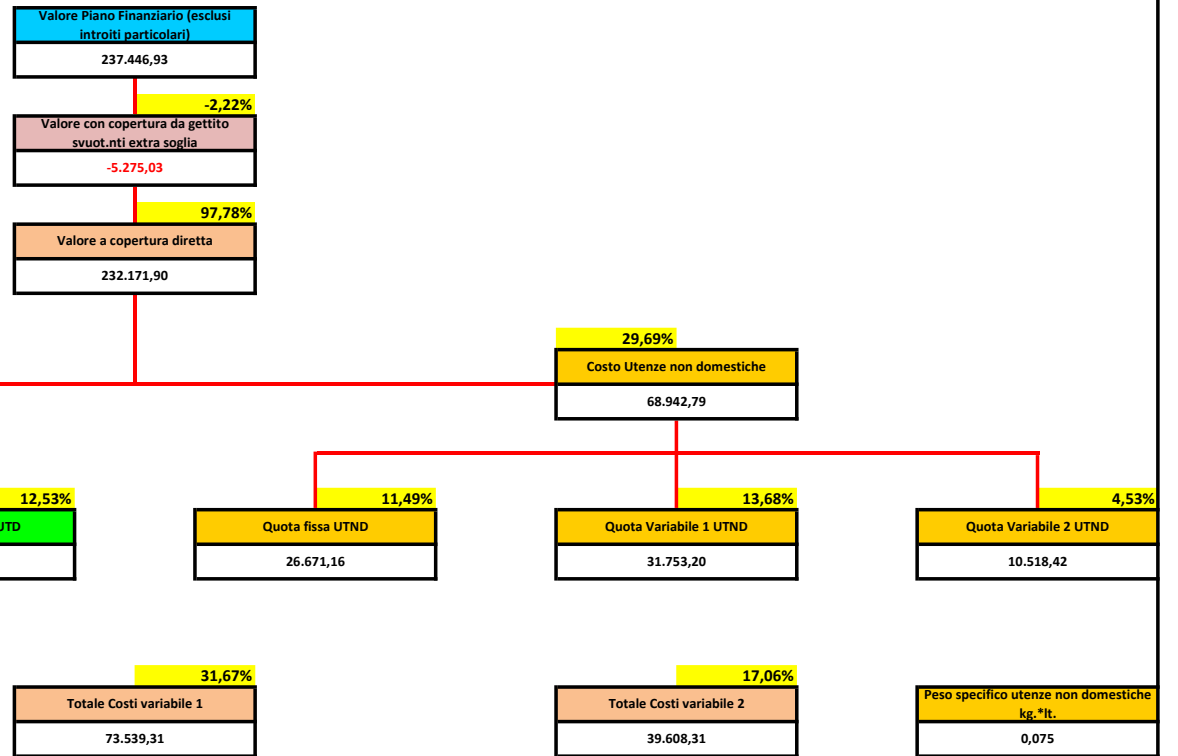 Valore Piano Finanziario (esclusi
introiti particolari)
237.446,93
-2,22%
Valore con copertura da gettito
svuot.nti extra soglia
-5.275,03
97,78%
Valore a copertura diretta
232.171,90
29,69%
Costo Utenze non domestiche
68.942,79
12,53%
11,49%
13,68%
4,53%
UTD
Quota fissa UTND
Quota Variabile 1 UTND
Quota Variabile 2 UTND
26.671,16
31.753,20
10.518,42
31,67%
17,06%
Totale Costi variabile 1
Totale Costi variabile 2
Peso specifico utenze non domestiche
kg.*lt.
73.539,31
39.608,31
0,075